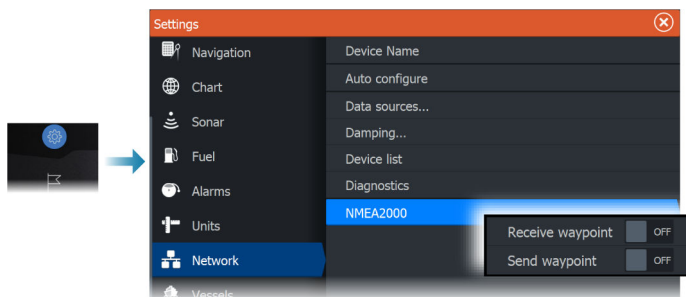 Settings
Navigation
Chart
Sonar
Fuel
Alarms
Units
Network
Vessels
Device Name
Auto configure
Data sources...
Damping...
Device list
Diagnostics
NMEA2000
Receive waypoint OFF
Send waypoint OFF